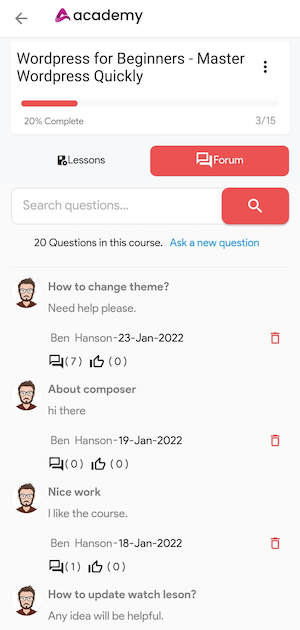 academy
Wordpress for Beginners - Master
Wordpress Quickly
20% Complete 3/15
Lessons Forum
Search questions...
20 Questions in this course. Ask a new question
How to change theme?
Need help please.
Ben Hanson-23-Jan-2022
(7) (0)
About composer
hi there
Ben Hanson-19-Jan-2022
(0) (0)
Nice work
I like the course.
Ben Hanson-18-Jan-2022
(1) (0)
How to update watch leson?
Any idea will be helpful.